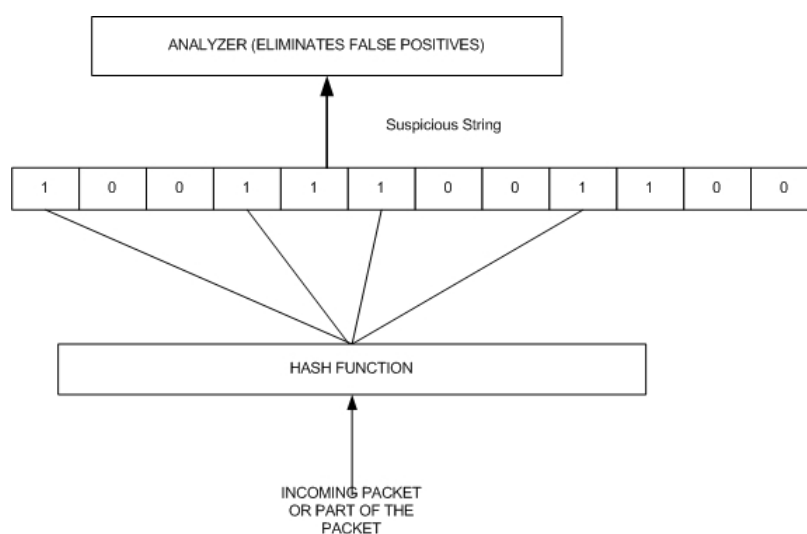 ANALYZER (ELIMINATES FALSE POSITIVES)
Suspicious String
1 0 0 1 1 1 0 0 1 1 0 0
HASH FUNCTION
INCOMING PACKET
OR PART OF THE
PACKET